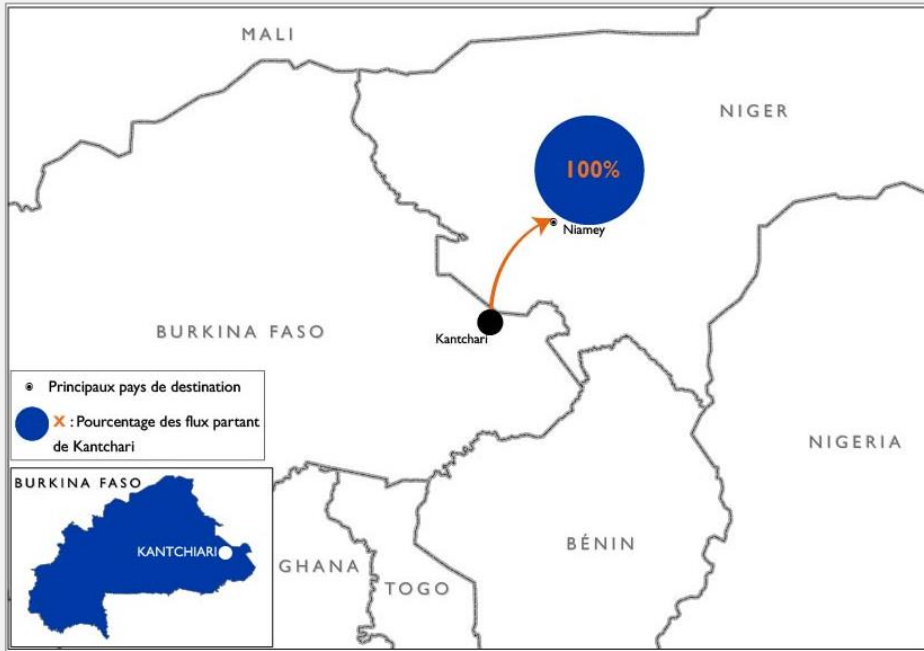 MALI
NIGER
100%
Niamey
Kantchari
BURKINA FASO
Principaux pays de destination
X : Pourcentage des flux partant
de Kantchari
NIGERIA
BURKINA FASO
KANTCHIARI
GHANA
TOGO
BÉNIN